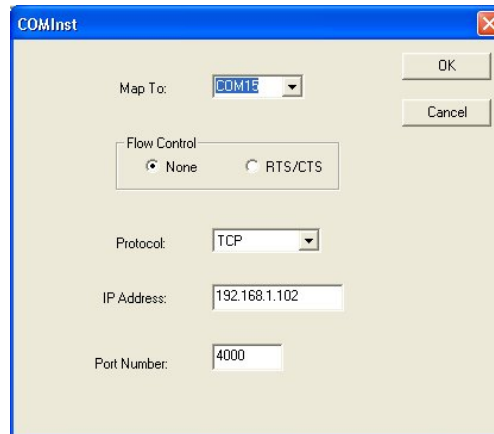 COMInst
OK
Map To: COM15
Cancel
Flow Control
None RTS/CTS
Protocol: TCP
IP Address: 192.168.1.102
Port Number: 4000